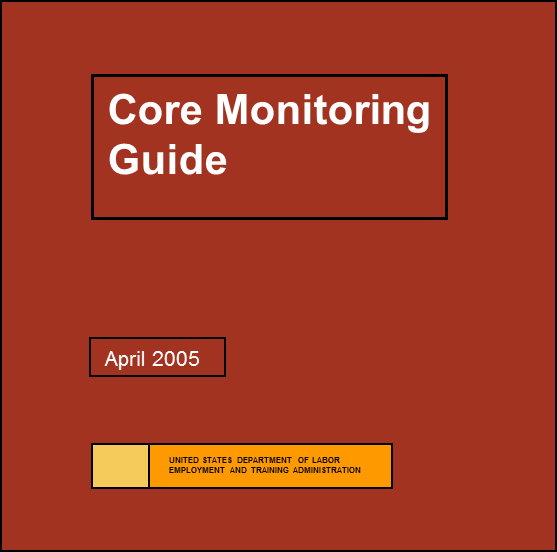 Core Monitoring
Guide
April 2005
UNITED STATES DEPARTMENT OF LABOR
EMPLOYMENT AND TRAINING ADMINISTRATION